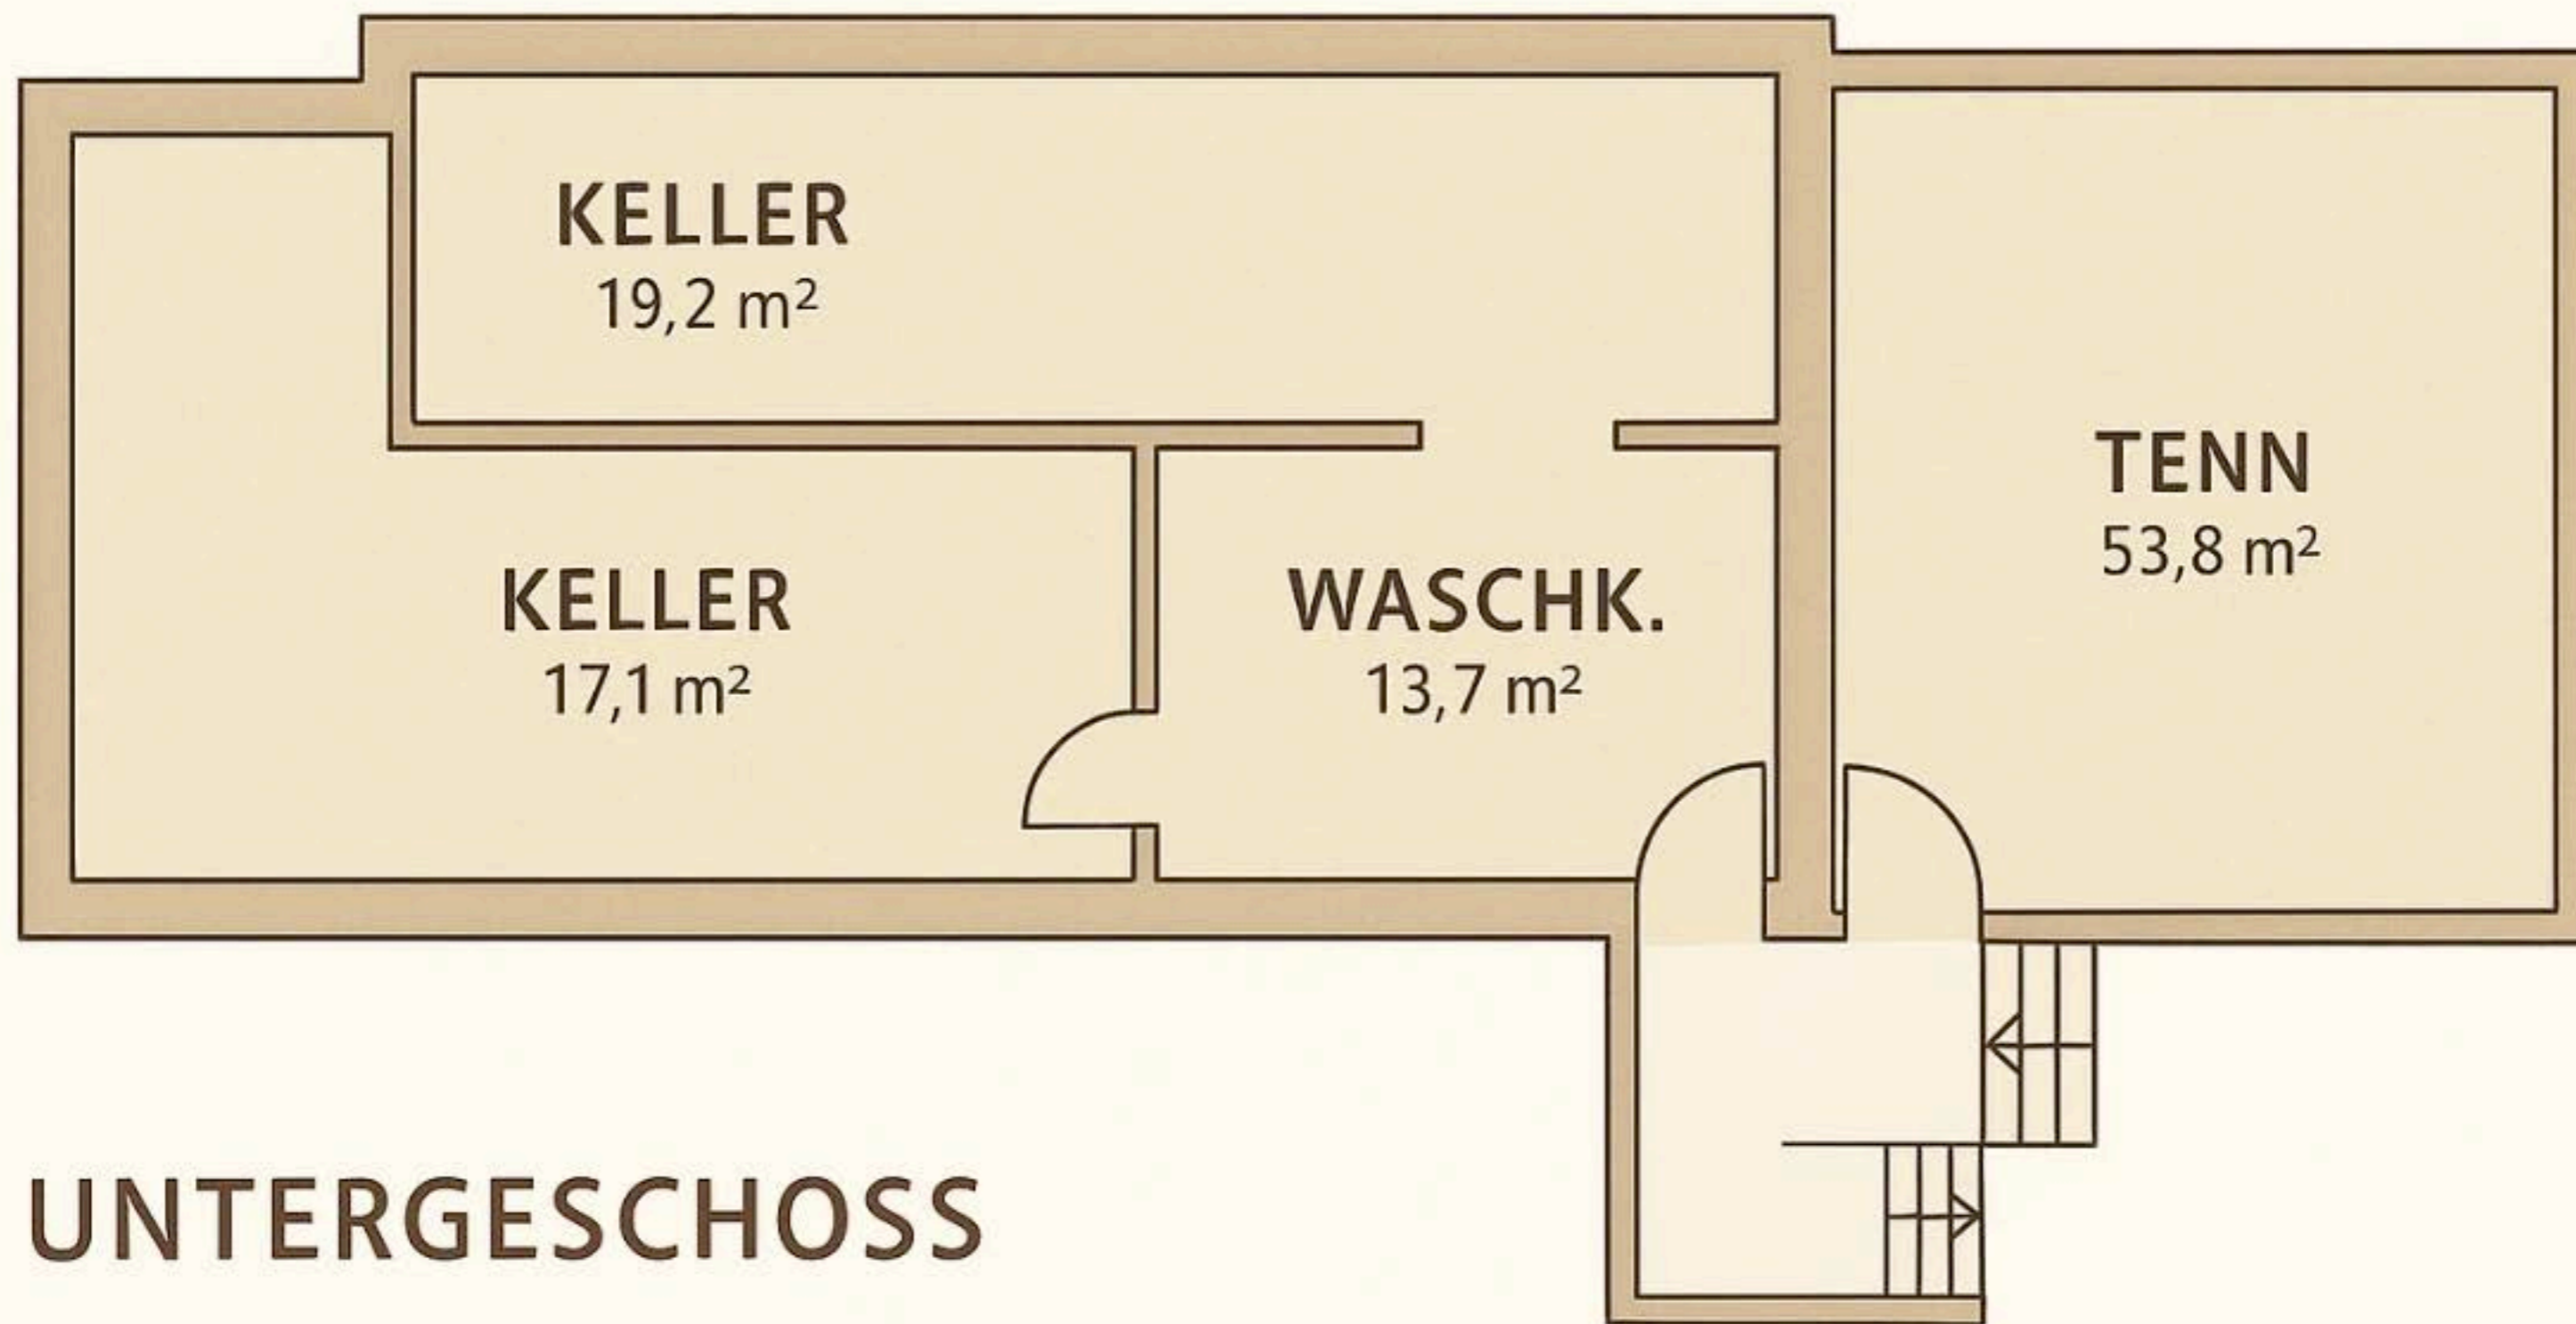 KELLER
19,2 m²
TENN
53,8 m²
KELLER
17,1 m²
WASCHK.
13,7 m²
UNTERGESCHOSS